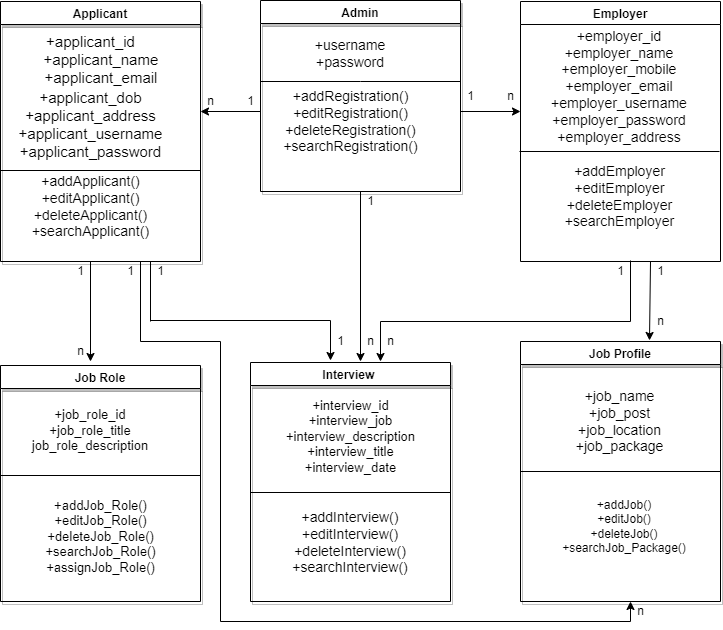 Applicant
+applicant_id
+applicant_name
+applicant_email
+applicant_dob
+applicant_address
+applicant_username
+applicant_password
+addApplicant()
+editApplicant()
+deleteApplicant()
+searchApplicant()
Admin
+username
+password
+addRegistration()
+editRegistration()
+deleteRegistration()
+searchRegistration()
Employer
+employer_id
+employer_name
+employer_mobile
+employer_email
+employer_username
+employer_password
+employer_address
+addEmployer
+editEmployer
+deleteEmployer
+searchEmployer
n
1
1
n
1
1
1
1
1
1
n
1
n
n
n
Job Role
+job_role_id
+job_role_title
job_role_description
+addJob_Role()
+editJob_Role()
+deleteJob_Role()
+searchJob_Role()
+assignJob_Role()
Interview
+interview_id
+interview_job
+interview_description
+interview_title
+interview_date
+addInterview()
+editInterview()
+deleteInterview()
+searchInterview()
Job Profile
+job_name
+job_post
+job_location
+job_package
+addJob()
+editJob()
+deleteJob()
+searchJob_Package()
n